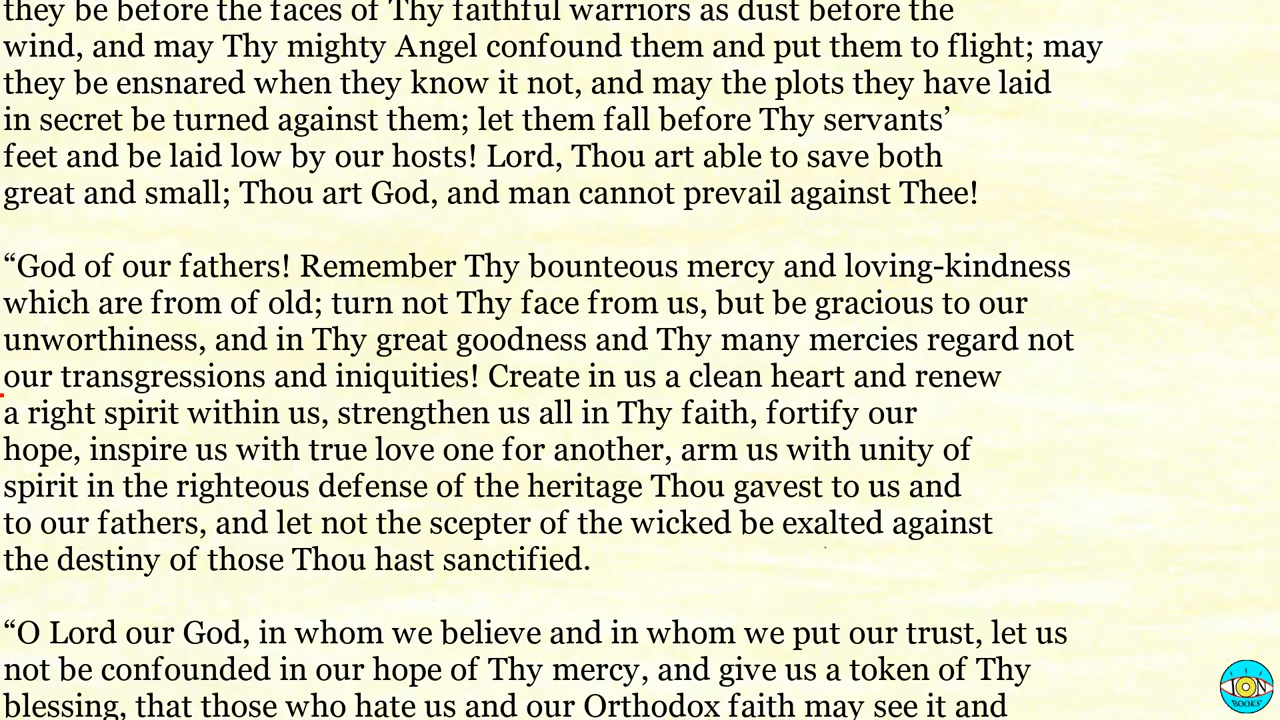 they be before the faces of Thy faithful warriors as dust before the
wind, and may Thy mighty Angel confound them and put them to flight; may
they be ensnared when they know it not, and may the plots they have laid
in secret be turned against them; let them fall before Thy servants’
feet and be laid low by our hosts! Lord, Thou art able to save both
great and small; Thou art God, and man cannot prevail against Thee!
“God of our fathers! Remember Thy bounteous mercy and loving-kindness
which are from of old; turn not Thy face from us, but be gracious to our
unworthiness, and in Thy great goodness and Thy many mercies regard not
our transgressions and iniquities! Create in us a clean heart and renew
a right spirit within us, strengthen us all in Thy faith, fortify our
hope, inspire us with true love one for another, arm us with unity of
spirit in the righteous defense of the heritage Thou gavest to us and
to our fathers, and let not the scepter of the wicked be exalted against
the destiny of those Thou hast sanctified.
“O Lord our God, in whom we believe and in whom we put our trust, let us
not be confounded in our hope of Thy mercy, and give us a token of Thy
blessing, that those who hate us and our Orthodox faith may see it and
ION
BOOKS